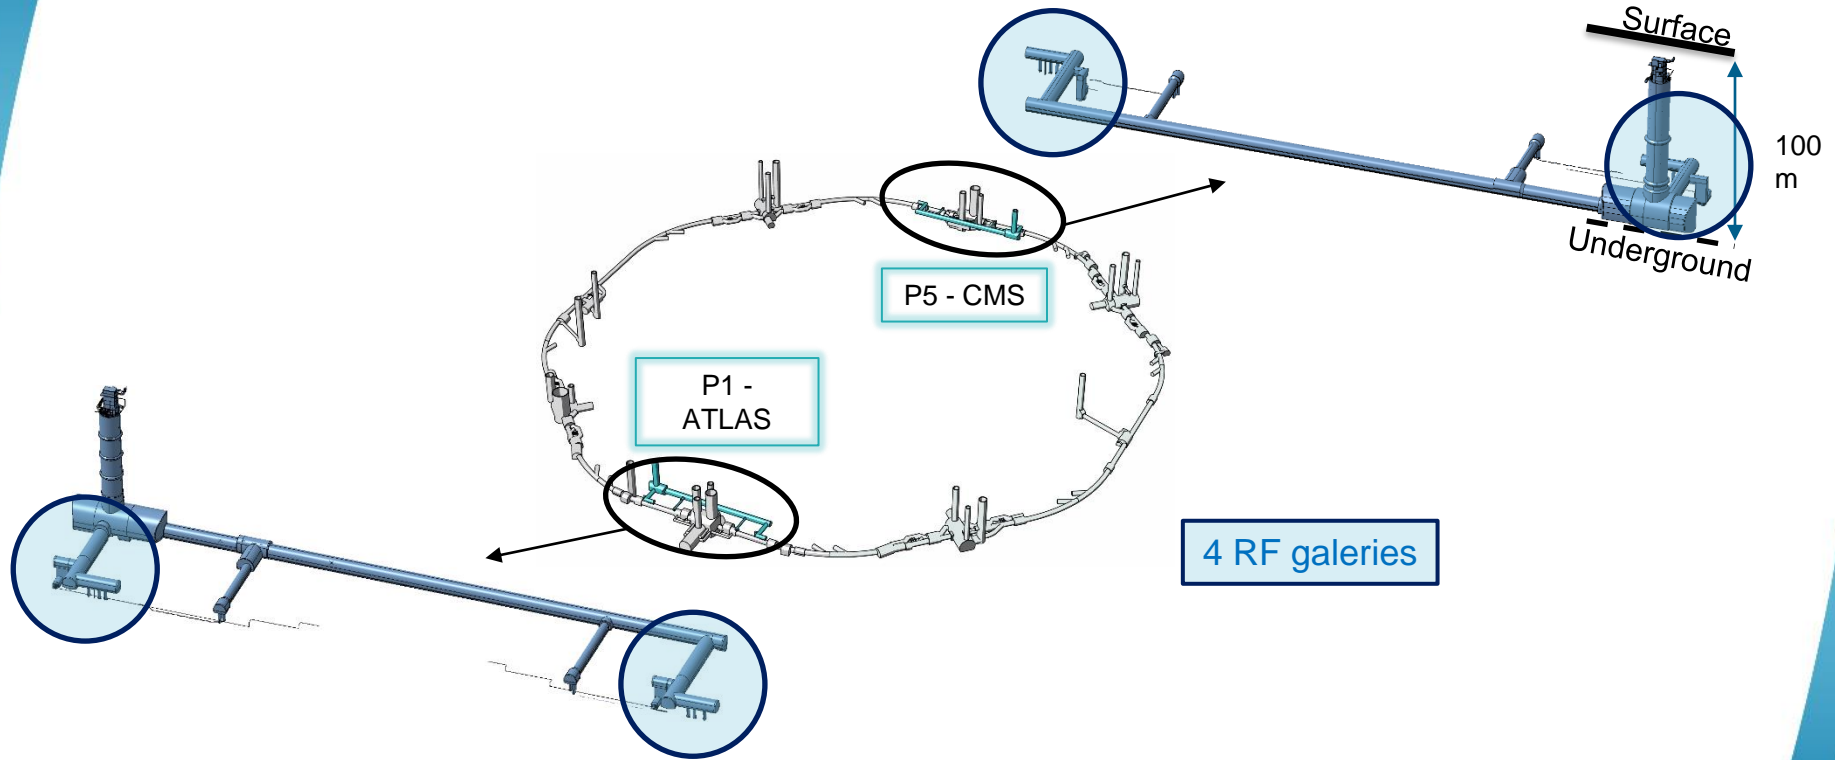 Surface
100
m
Underground
P5 - CMS
P1 -
ATLAS
4 RF galeries